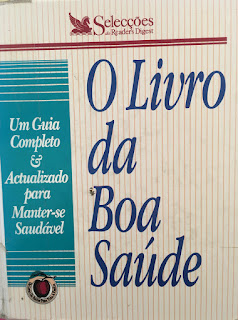 Selecções
do Reader's Digest
O Livro
da
Boa
Saúde
Um Guia
Completo
&
Actualizado
para
Manter-se
Saudável